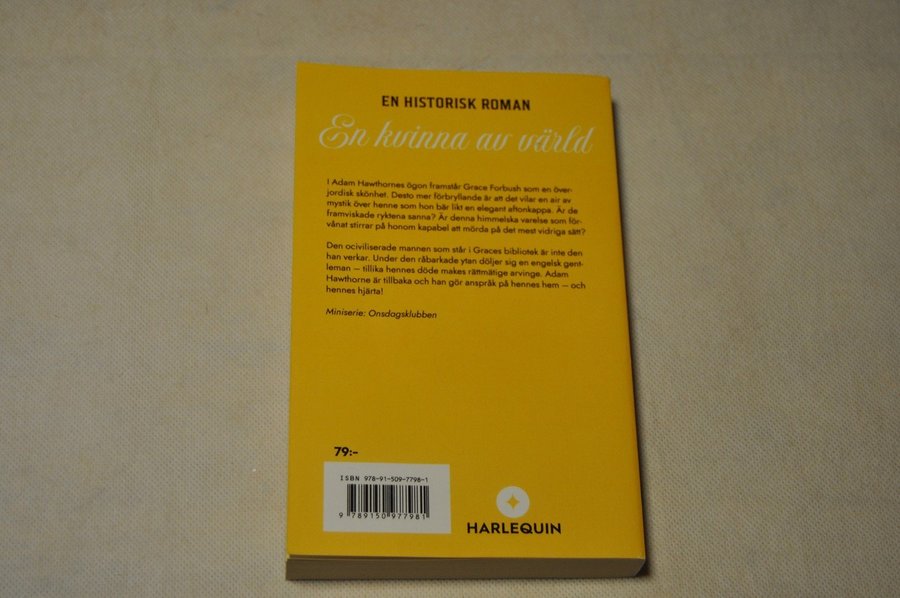 EN HISTORISK ROMAN
En kvinna av värld
I Adam Hawthornes ögon framstår Grace Forbush som en över-
jordisk skönhet. Desto mer förbryllande är att det vilar en air av
mystik över henne som hon bär likt en elegant aftonkappa. Är de
framviskade ryktena sanna? Är denna himmelska varelse som för-
vånat stirrar på honom kapabel att mörda på det mest vidriga sätt?
Den ociviliserade mannen som står i Graces bibliotek är inte den
han verkar. Under den råbarkade ytan döljer sig en engelsk gent-
leman – tillika hennes döde makes rättmätige arvinge. Adam
Hawthorne är tillbaka och han gör anspråk på hennes hem – och
hennes hjärta!
Miniserie: Onsdagsklubben
79:-
ISBN 978-91-509-7798-1
9 789150 977981
HARLEQUIN